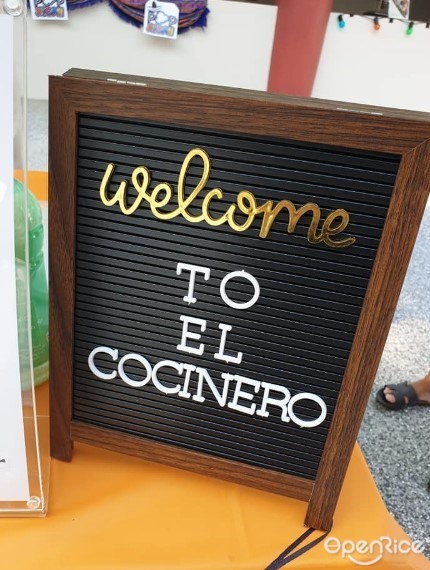 welcome
TO
EL
COCINERO
OpenRice